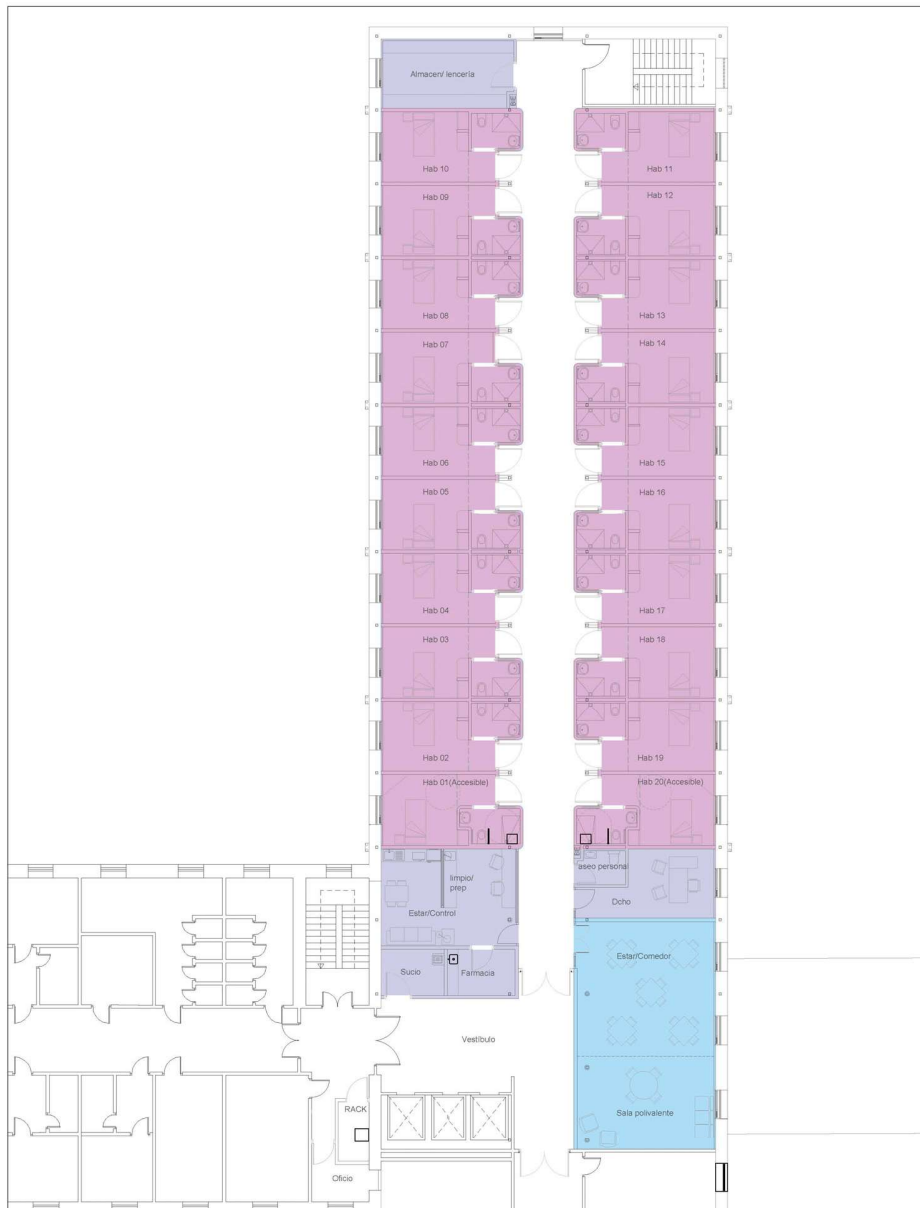 Almacen/ lencería
Hab 10
Hab 11
Hab 09
Hab 12
Hab 08
Hab 13
Hab 07
Hab 14
Hab 06
Hab 15
Hab 05
Hab 16
Hab 04
Hab 17
Hab 03
Hab 18
Hab 02
Hab 19
Hab 01(Accesible)
Hab 20(Accesible)
aseo personal
limpio/
prep
Dcho
Estar/Control
Estar/Comedor
Sucio
Farmacia
Vestíbulo
RACK
Sala polivalente
Oficio